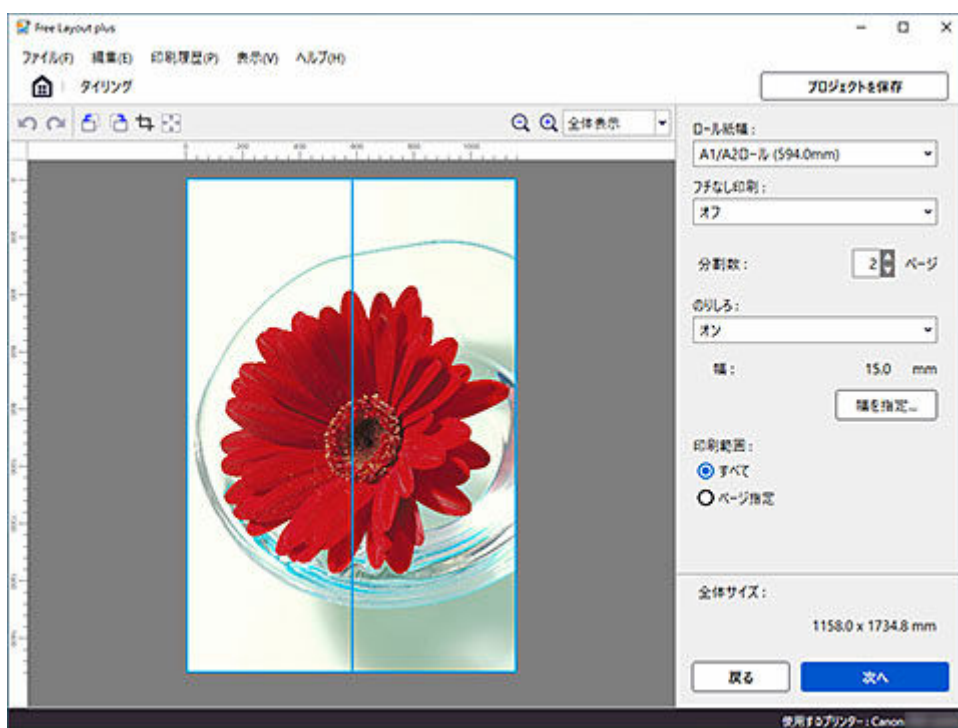 Free Layout plus
ファイル(F) 編集(E) 印刷履歴(P) 表示(V) ヘルプ(H)
タイリング
プロジェクトを保存
全体表示
ロール紙幅：
A1/A2ロール (594.0mm)
フチなし印刷：
オフ
分割数： 2 ページ
のりしろ：
オン
幅： 15.0 mm
幅を指定...
印刷範囲：
すべて
ページ指定
全体サイズ：
1158.0 x 1734.8 mm
戻る 次へ
使用するプリンター : Canon